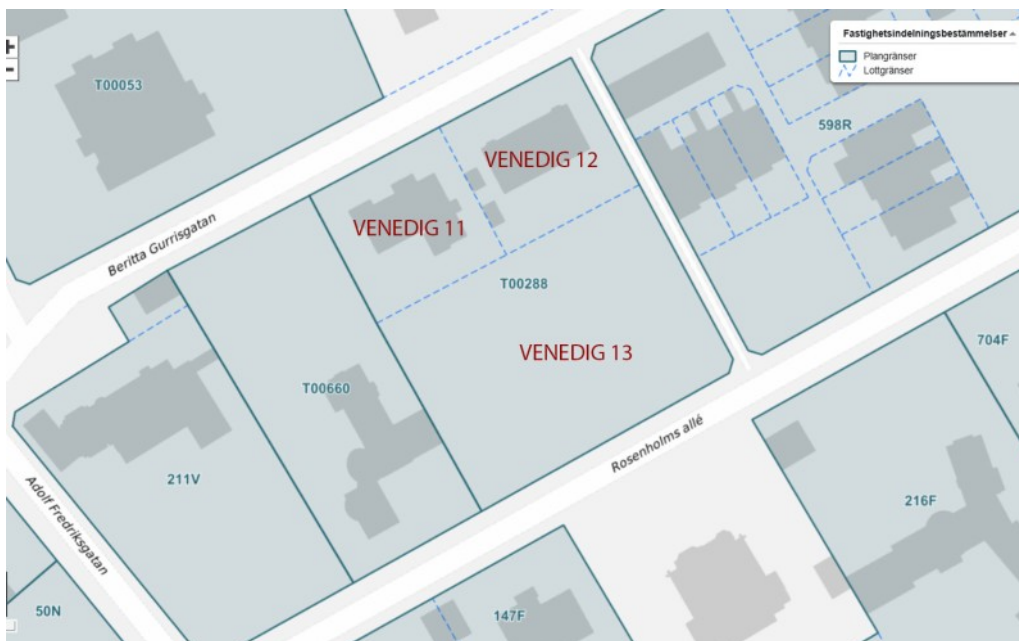 Fastighetsindelningsbestämmelser
Plangränser
Lottgränser
T00053
598R
VENEDIG 12
VENEDIG 11
Beritta Gurrisgatan
T00288
VENEDIG 13
704F
T00660
Rosenholms allé
211V
216F
Adolf Fredriksgatan
50N
147F